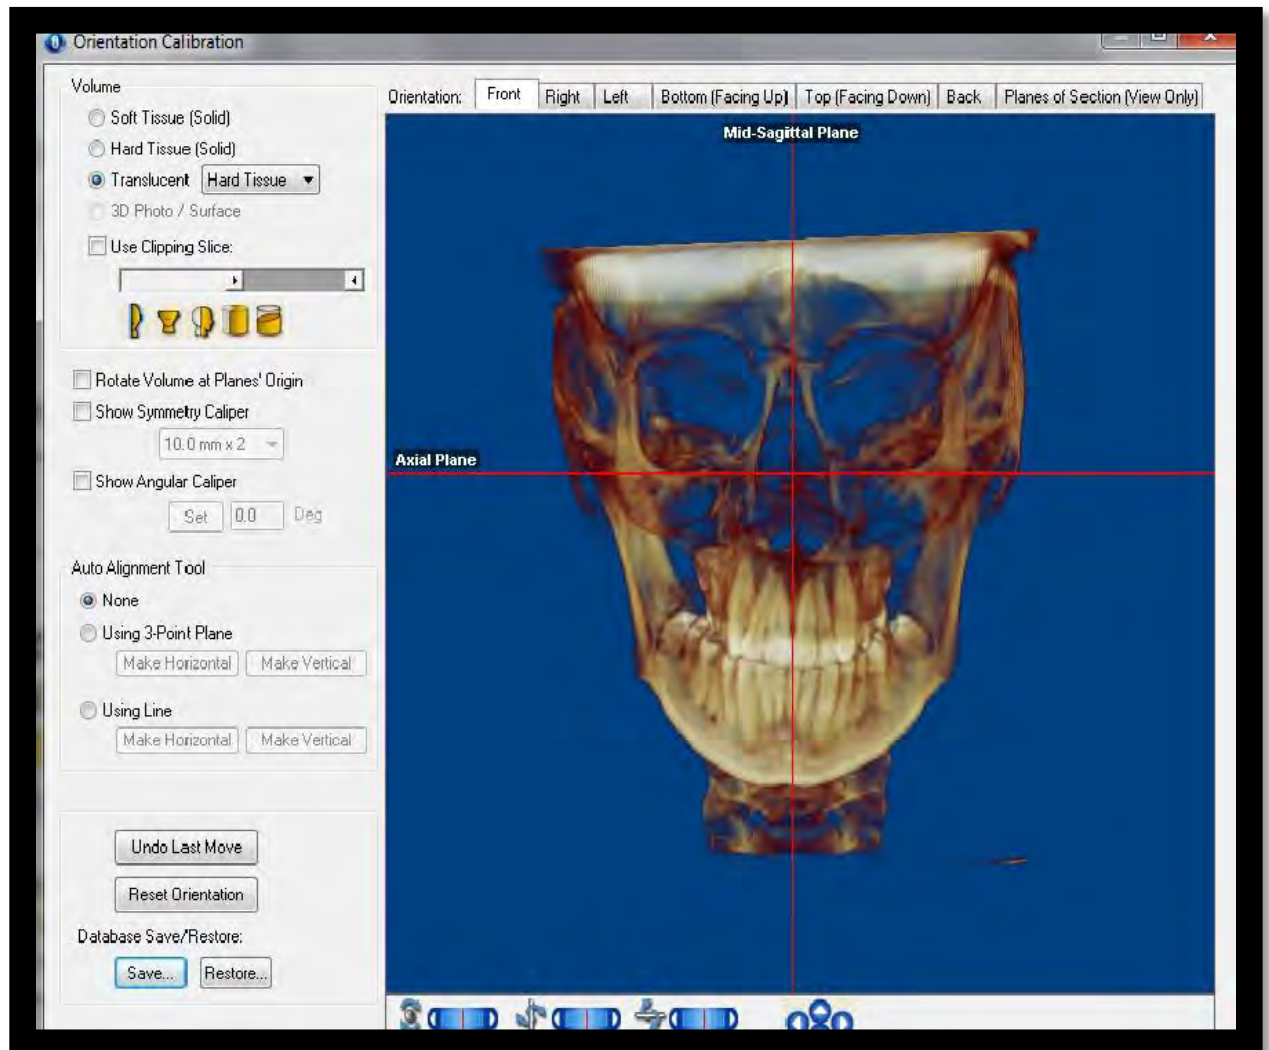 Orientation Calibration
Volume
Soft Tissue (Solid)
Hard Tissue (Solid)
Translucent Hard Tissue
3D Photo / Surface
Use Clipping Slice:
Rotate Volume at Planes' Origin
Show Symmetry Caliper
10.0 mm x 2
Show Angular Caliper
Set 0.0 Deg
Auto Alignment Tool
None
Using 3-Point Plane
Make Horizontal Make Vertical
Using Line
Make Horizontal Make Vertical
Undo Last Move
Reset Orientation
Database Save/Restore:
Save... Restore...
Orientation: Front Right Left Bottom (Facing Up) Top (Facing Down) Back Planes of Section (View Only)
Mid-Sagittal Plane
Axial Plane